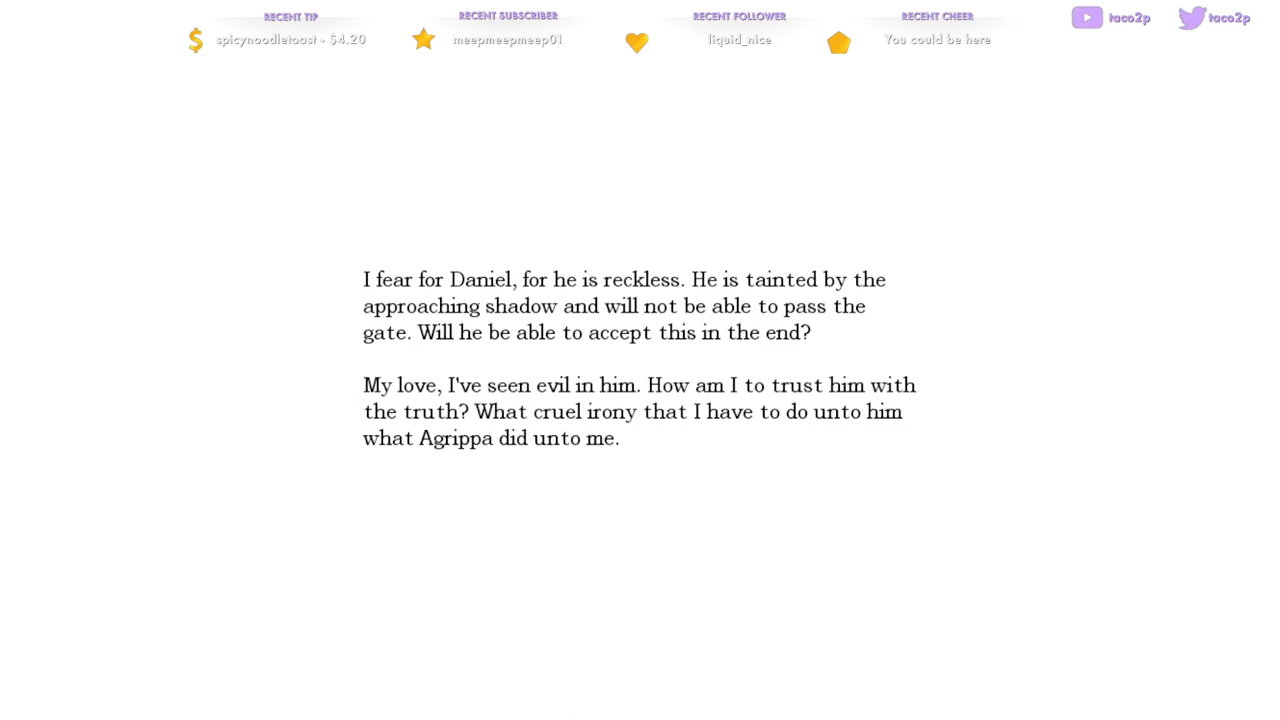 RECENT TIP
spicynoodletoast - $4.20
RECENT SUBSCRIBER
meepmeepmeep01
RECENT FOLLOWER
liquid_nice
RECENT CHEER
You could be here
taco2p
taco2p
I fear for Daniel, for he is reckless. He is tainted by the
approaching shadow and will not be able to pass the
gate. Will he be able to accept this in the end?
My love, I've seen evil in him. How am I to trust him with
the truth? What cruel irony that I have to do unto him
what Agrippa did unto me.